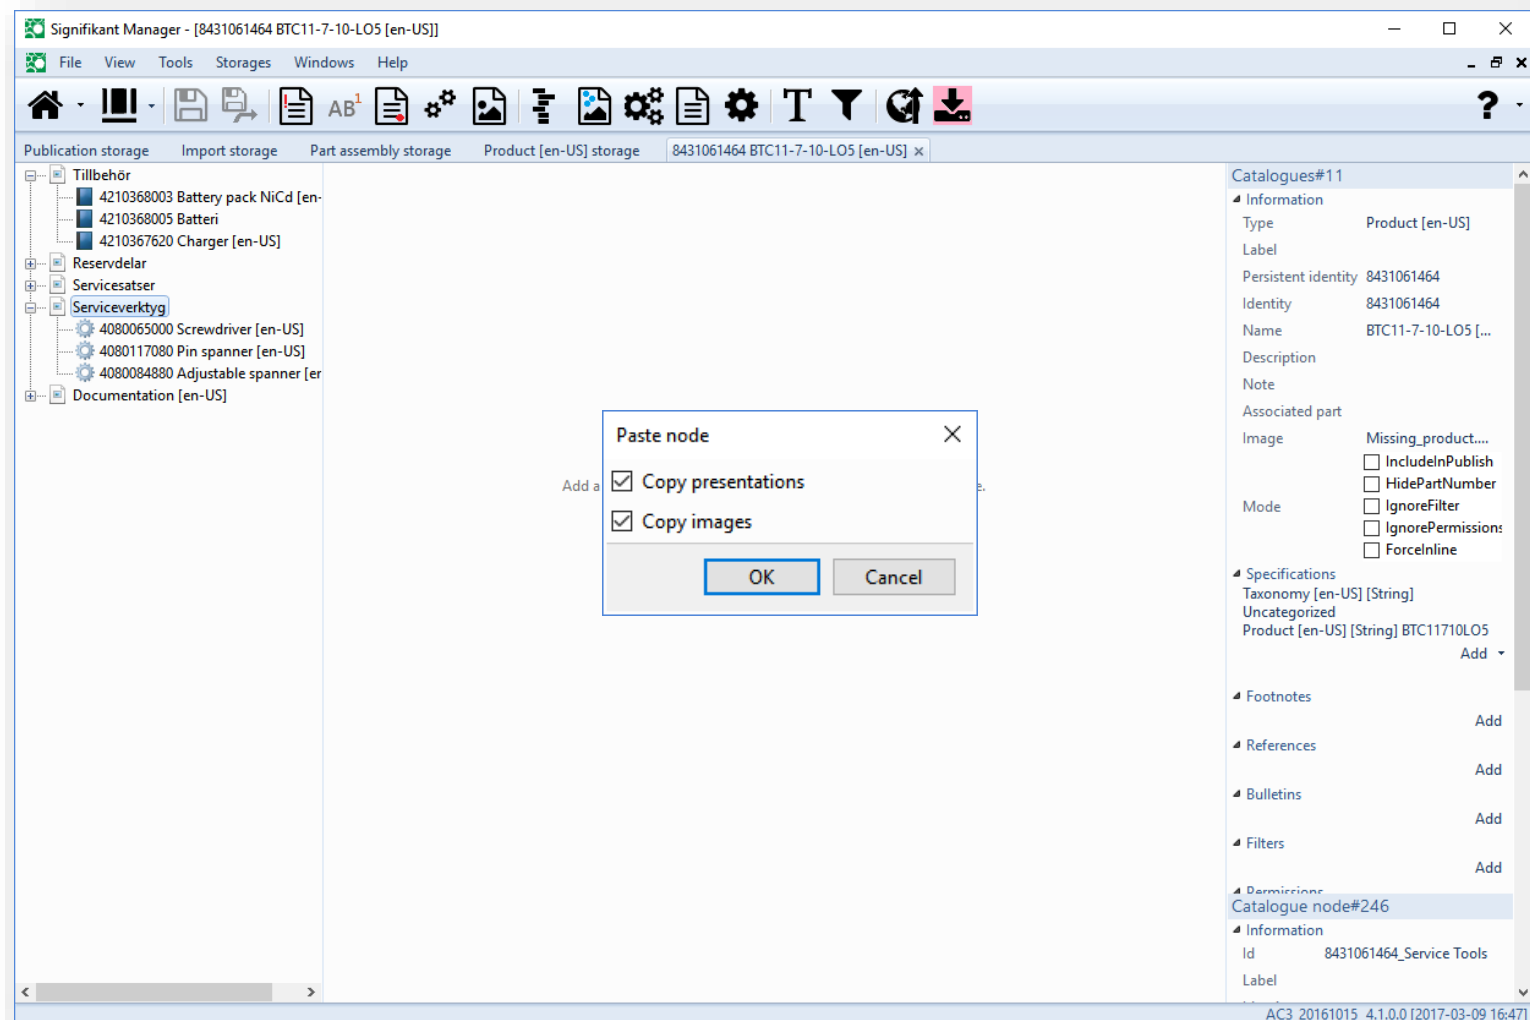 Signifikant Manager - [8431061464 BTC11-7-10-LO5 [en-US]]
File View Tools Storages Windows Help
AB1 T ?
Publication storage Import storage Part assembly storage Product [en-US] storage 8431061464 BTC11-7-10-LO5 [en-US]
Tillbehör
4210368003 Battery pack NiCd [en-
4210368005 Batteri
4210367620 Charger [en-US]
Reservdelar
Servicesatser
Serviceverktyg
4080065000 Screwdriver [en-US]
4080117080 Pin spanner [en-US]
4080084880 Adjustable spanner [er
Documentation [en-US]
Add a
e.
Paste node
Copy presentations
Copy images
OK Cancel
Catalogues#11
Information
Type Product [en-US]
Label
Persistent identity 8431061464
Identity 8431061464
Name BTC11-7-10-LO5 [...
Description
Note
Associated part
Image Missing_product....
IncludeInPublish
HidePartNumber
Mode IgnoreFilter
IgnorePermissions
ForceInline
Specifications
Taxonomy [en-US] [String]
Uncategorized
Product [en-US] [String] BTC11710LO5
Add
Footnotes
Add
References
Add
Bulletins
Add
Filters
Add
Permissions
Catalogue node#246
Information
Id 8431061464_Service Tools
Label
AC3_20161015 4.1.0.0 [2017-03-09 16:47]